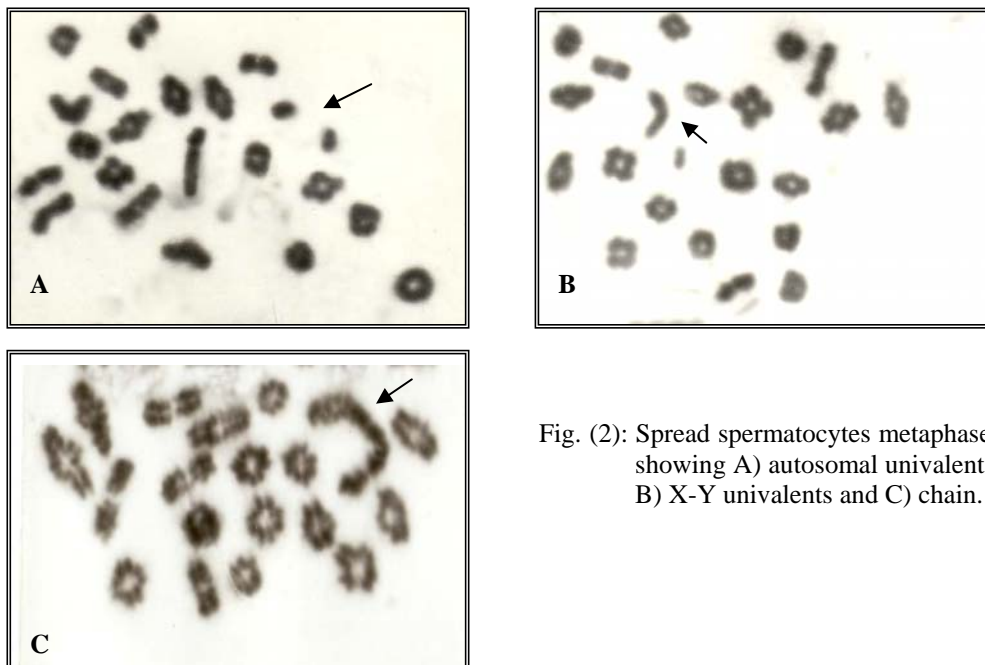 A
B
C
Fig. (2): Spread spermatocytes metaphase
showing A) autosomal univalent
B) X-Y univalents and C) chain.